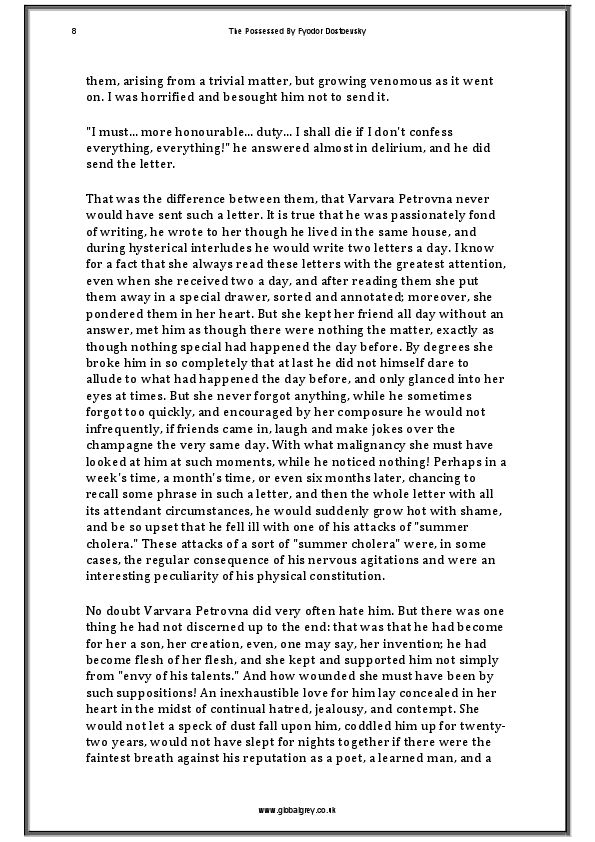 8
The Possessed By Fyodor Dostoevsky
them, arising from a trivial matter, but growing venomous as it went
on. I was horrified and besought him not to send it.
"I must... more honourable... duty... I shall die if I don't confess
everything, everything!" he answered almost in delirium, and he did
send the letter.
That was the difference between them, that Varvara Petrovna never
would have sent such a letter. It is true that he was passionately fond
of writing, he wrote to her though he lived in the same house, and
during hysterical interludes he would write two letters a day. I know
for a fact that she always read these letters with the greatest attention,
even when she received two a day, and after reading them she put
them away in a special drawer, sorted and annotated; moreover, she
pondered them in her heart. But she kept her friend all day without an
answer, met him as though there were nothing the matter, exactly as
though nothing special had happened the day before. By degrees she
broke him in so completely that at last he did not himself dare to
allude to what had happened the day before, and only glanced into her
eyes at times. But she never forgot anything, while he sometimes
forgot too quickly, and encouraged by her composure he would not
infrequently, if friends came in, laugh and make jokes over the
champagne the very same day. With what malignancy she must have
looked at him at such moments, while he noticed nothing! Perhaps in a
week's time, a month's time, or even six months later, chancing to
recall some phrase in such a letter, and then the whole letter with all
its attendant circumstances, he would suddenly grow hot with shame,
and be so upset that he fell ill with one of his attacks of "summer
cholera." These attacks of a sort of "summer cholera" were, in some
cases, the regular consequence of his nervous agitations and were an
interesting peculiarity of his physical constitution.
No doubt Varvara Petrovna did very often hate him. But there was one
thing he had not discerned up to the end: that was that he had become
for her a son, her creation, even, one may say, her invention; he had
become flesh of her flesh, and she kept and supported him not simply
from "envy of his talents." And how wounded she must have been by
such suppositions! An inexhaustible love for him lay concealed in her
heart in the midst of continual hatred, jealousy, and contempt. She
would not let a speck of dust fall upon him, coddled him up for twenty-
two years, would not have slept for nights together if there were the
faintest breath against his reputation as a poet, a learned man, and a
www.globalgrey.co.uk